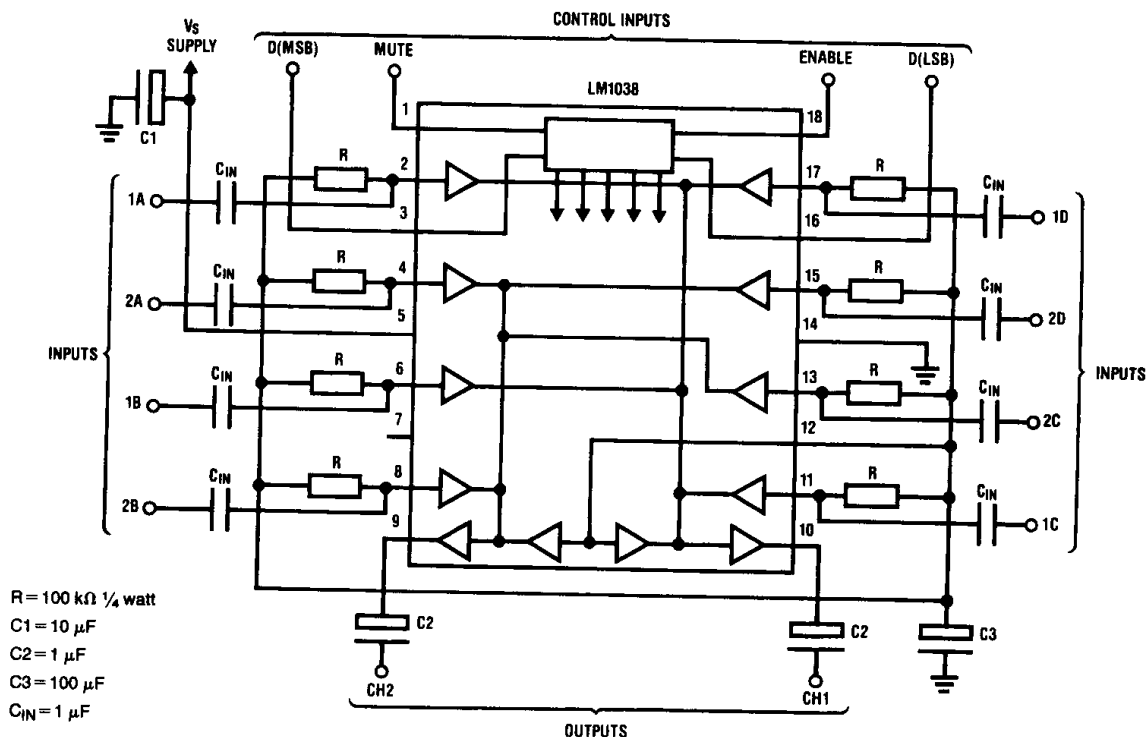 CONTROL INPUTS
VS
SUPPLY
D(MSB)
MUTE
ENABLE
D(LSB)
LM1038
C1
1
18
R
2
17
R
CIN
CIN
1A
3
16
1D
R
4
15
R
CIN
CIN
2A
5
14
2D
INPUTS
INPUTS
R
6
13
R
CIN
CIN
1B
7
12
2C
R
8
11
R
CIN
CIN
2B
9
10
1C
R = 100 kΩ ¼ watt
C1 = 10 μF
C2 = 1 μF
C3 = 100 μF
CIN = 1 μF
C2
C2
C3
CH2
CH1
OUTPUTS